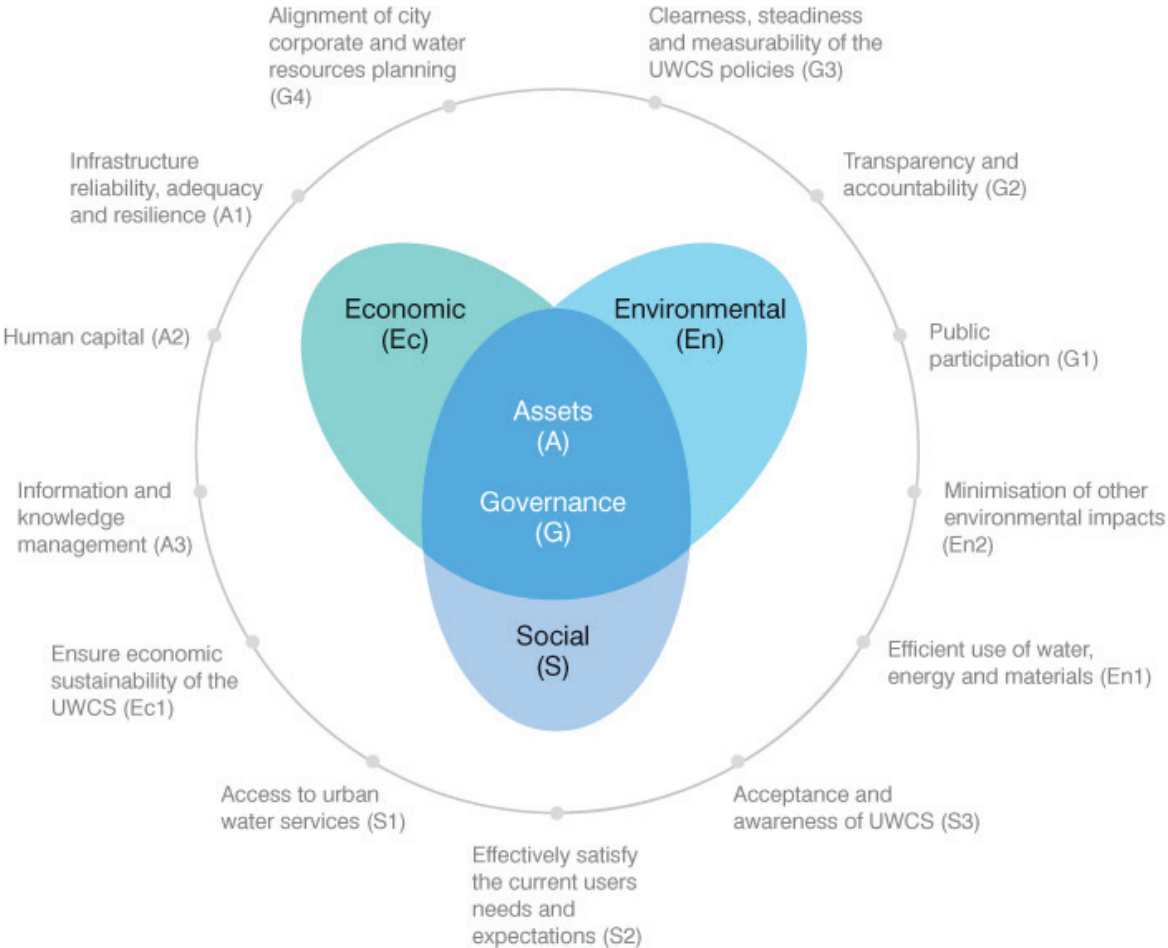 Alignment of city
corporate and water
resources planning
(G4)
Clearness, steadiness
and measurability of the
UWCS policies (G3)
Infrastructure
reliability, adequacy
and resilience (A1)
Transparency and
accountability (G2)
Human capital (A2)
Public
participation (G1)
Economic
(Ec)
Environmental
(En)
Assets
(A)
Governance
(G)
Social
(S)
Information and
knowledge
management (A3)
Minimisation of other
environmental impacts
(En2)
Ensure economic
sustainability of the
UWCS (Ec1)
Efficient use of water,
energy and materials (En1)
Access to urban
water services (S1)
Acceptance and
awareness of UWCS (S3)
Effectively satisfy
the current users
needs and
expectations (S2)